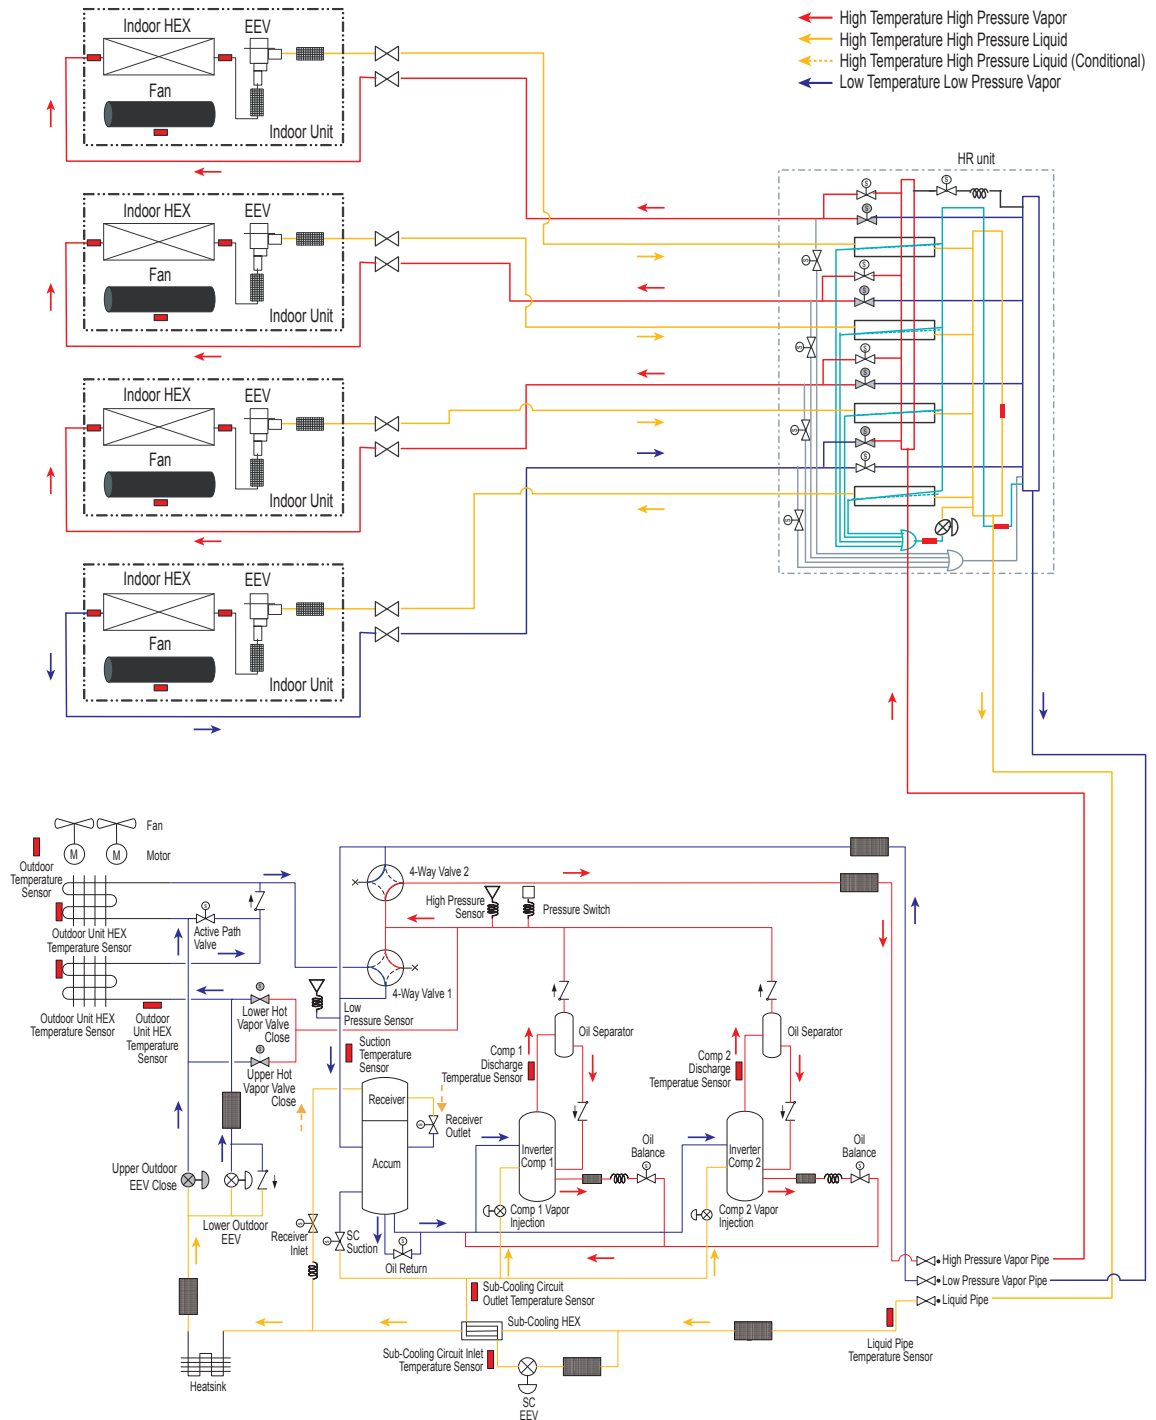 High Temperature High Pressure Vapor
High Temperature High Pressure Liquid
High Temperature High Pressure Liquid (Conditional)
Low Temperature Low Pressure Vapor
Indoor HEX
EEV
Fan
Indoor Unit
HR unit
S
S
S
S
S
S
S
S
S
S
S
S
S
Indoor HEX
EEV
Fan
Indoor Unit
Indoor HEX
EEV
Fan
Indoor Unit
Indoor HEX
EEV
Fan
Indoor Unit
Fan
M
M
Motor
Outdoor
Temperature
Sensor
4-Way Valve 2
High Pressure
Sensor
Pressure Switch
S
Active Path
Valve
Outdoor Unit HEX
Temperature Sensor
4-Way Valve 1
Low
Pressure Sensor
S
Lower Hot
Vapor Valve
Close
Outdoor Unit HEX
Temperature Sensor
Outdoor
Unit HEX
Temperature
Sensor
S
Upper Hot
Vapor Valve
Close
Suction
Temperature
Sensor
Oil Separator
Oil Separator
Comp 1
Discharge
Temperatue Sensor
Comp 2
Discharge
Temperatue Sensor
Receiver
S
Receiver
Outlet
Accum
Inverter
Comp 1
Oil
Balance
S
Inverter
Comp 2
Oil
Balance
S
Upper Outdoor
EEV Close
Lower Outdoor
EEV
Receiver
Inlet
S
SC
Suction
S
Oil Return
S
Comp 1 Vapor
Injection
Comp 2 Vapor
Injection
High Pressure Vapor Pipe
Low Pressure Vapor Pipe
Liquid Pipe
Sub-Cooling Circuit
Outlet Temperature Sensor
Sub-Cooling HEX
Sub-Cooling Circuit Inlet
Temperature Sensor
Liquid Pipe
Temperature Sensor
Heatsink
SC
EEV